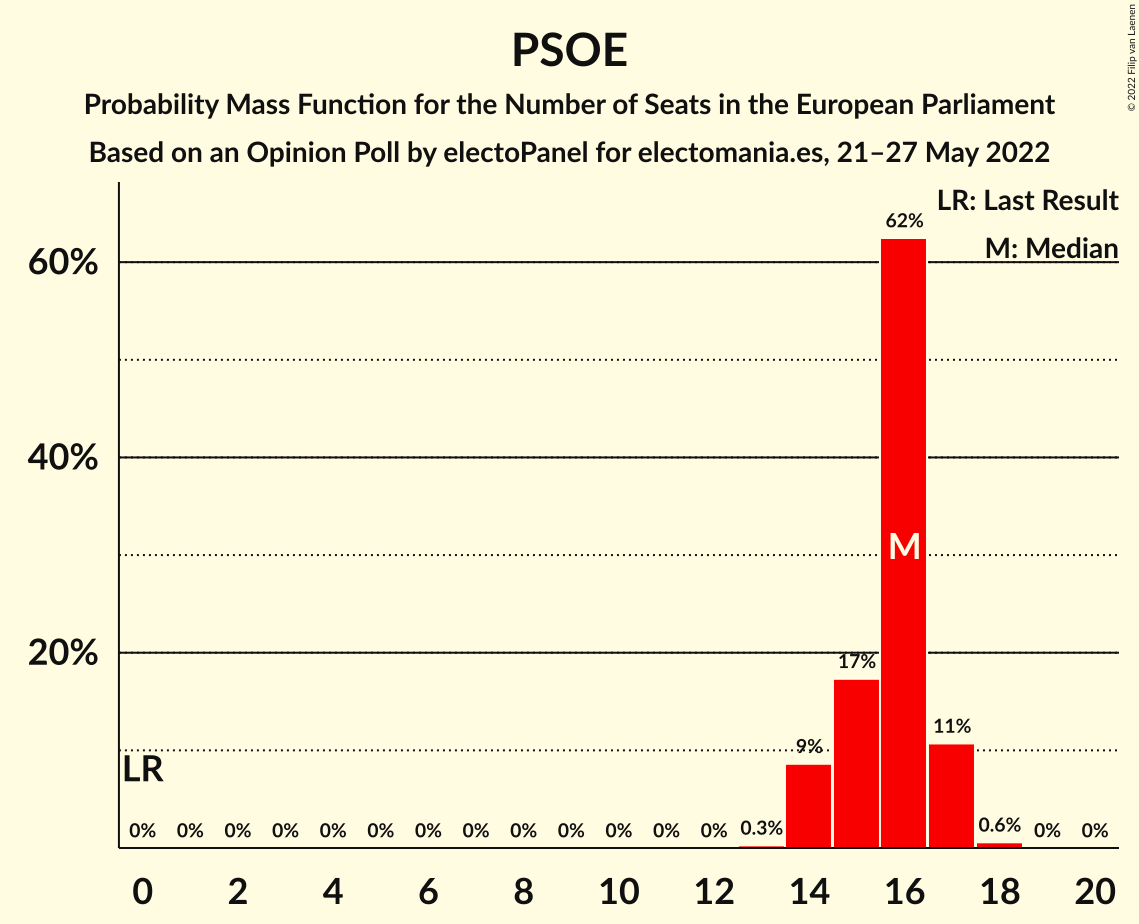 PSOE
Probability Mass Function for the Number of Seats in the European Parliament
Based on an Opinion Poll by electoPanel for electomania.es, 21–27 May 2022
© 2022 Filip van Laenen
LR: Last Result
M: Median
60%
40%
20%
62%
M
17%
11%
9%
LR
0% 0% 0% 0% 0% 0% 0% 0% 0% 0% 0% 0% 0% 0.3% 0.6% 0% 0%
0 2 4 6 8 10 12 14 16 18 20